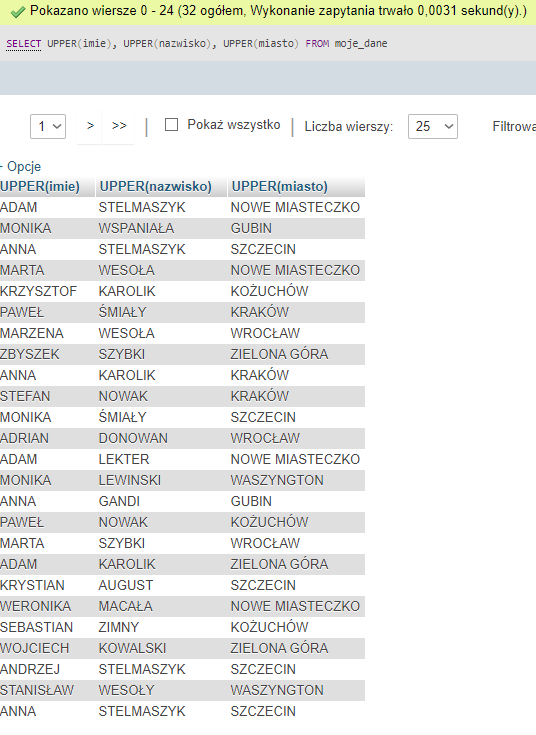 Pokazano wiersze 0 - 24 (32 ogółem, Wykonanie zapytania trwało 0,0031 sekund(y).)
SELECT UPPER(imie), UPPER(nazwisko), UPPER(miasto) FROM moje_dane
1 > >> | Pokaż wszystko | Liczba wierszy: 25 Filtrowa
+ Opcje
UPPER(imie) UPPER(nazwisko) UPPER(miasto)
ADAM STELMASZYK NOWE MIASTECZKO
MONIKA WSPANIAŁA GUBIN
ANNA STELMASZYK SZCZECIN
MARTA WESOŁA NOWE MIASTECZKO
KRZYSZTOF KAROLIK KOŻUCHÓW
PAWEŁ ŚMIAŁY KRAKÓW
MARZENA WESOŁA WROCŁAW
ZBYSZEK SZYBKI ZIELONA GÓRA
ANNA KAROLIK KRAKÓW
STEFAN NOWAK KRAKÓW
MONIKA ŚMIAŁY SZCZECIN
ADRIAN DONOWAN WROCŁAW
ADAM LEKTER NOWE MIASTECZKO
MONIKA LEWINSKI WASZYNGTON
ANNA GANDI GUBIN
PAWEŁ NOWAK KOŻUCHÓW
MARTA SZYBKI WROCŁAW
ADAM KAROLIK ZIELONA GÓRA
KRYSTIAN AUGUST SZCZECIN
WERONIKA MACAŁA NOWE MIASTECZKO
SEBASTIAN ZIMNY KOŻUCHÓW
WOJCIECH KOWALSKI ZIELONA GÓRA
ANDRZEJ STELMASZYK SZCZECIN
STANISŁAW WESOŁY WASZYNGTON
ANNA STELMASZYK SZCZECIN